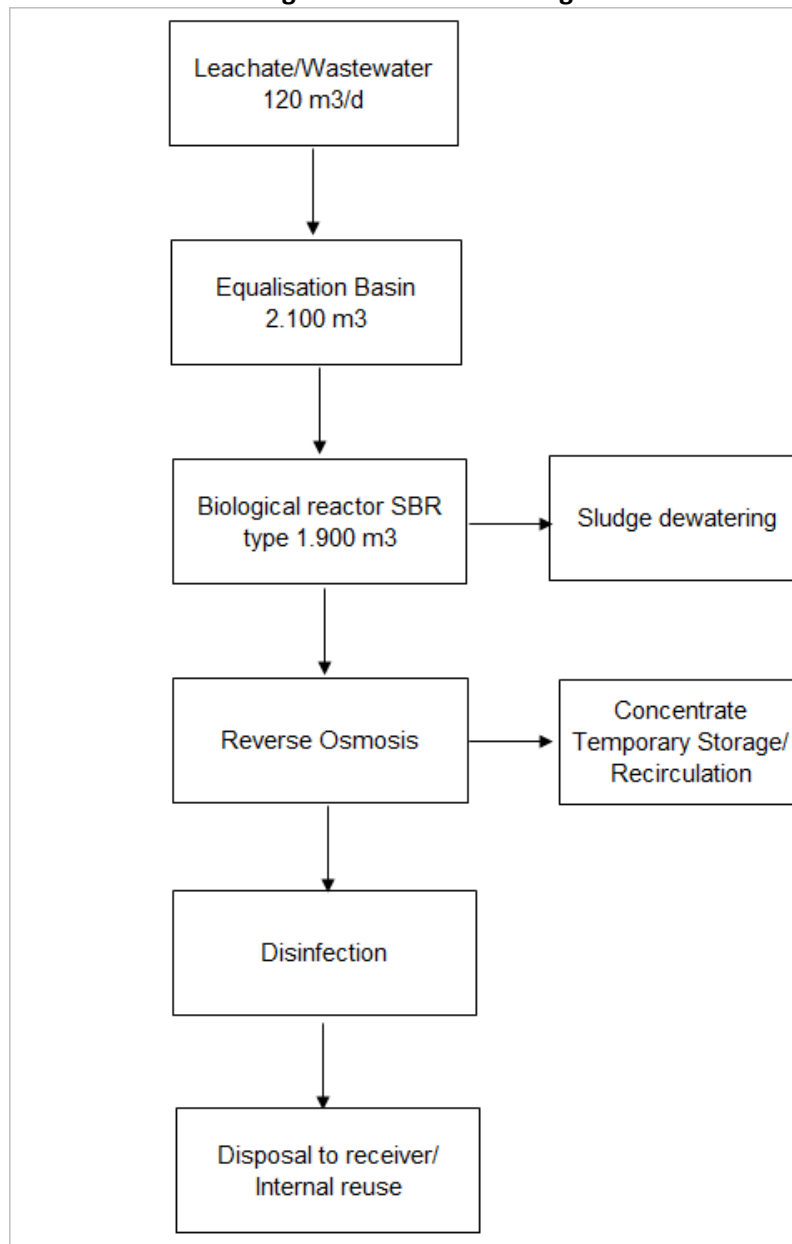 Leachate/Wastewater
120 m3/d
Equalisation Basin
2.100 m3
Biological reactor SBR
type 1.900 m3
Sludge dewatering
Reverse Osmosis
Concentrate
Temporary Storage/
Recirculation
Disinfection
Disposal to receiver/
Internal reuse